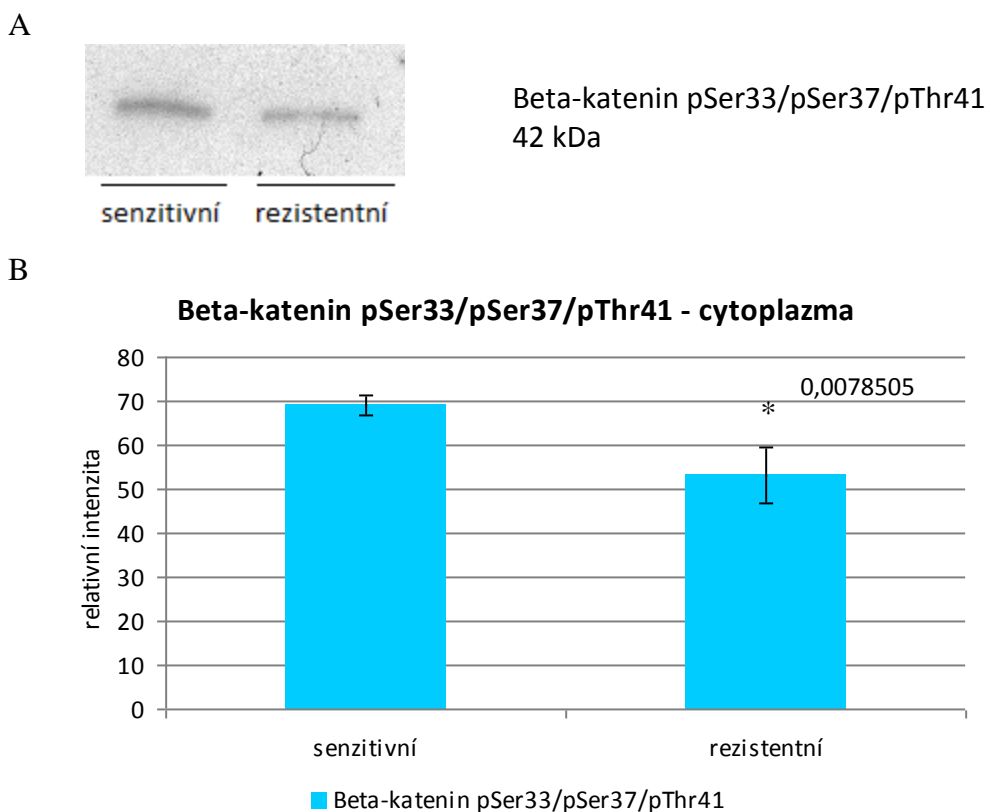 A
Beta-katenin pSer33/pSer37/pThr41
42 kDa
senzitivní rezistentní
B
Beta-katenin pSer33/pSer37/pThr41 - cytoplazma
relativní intenzita
80
70
60
50
40
30
20
10
0
* 0,0078505
senzitivní rezistentní
Beta-katenin pSer33/pSer37/pThr41